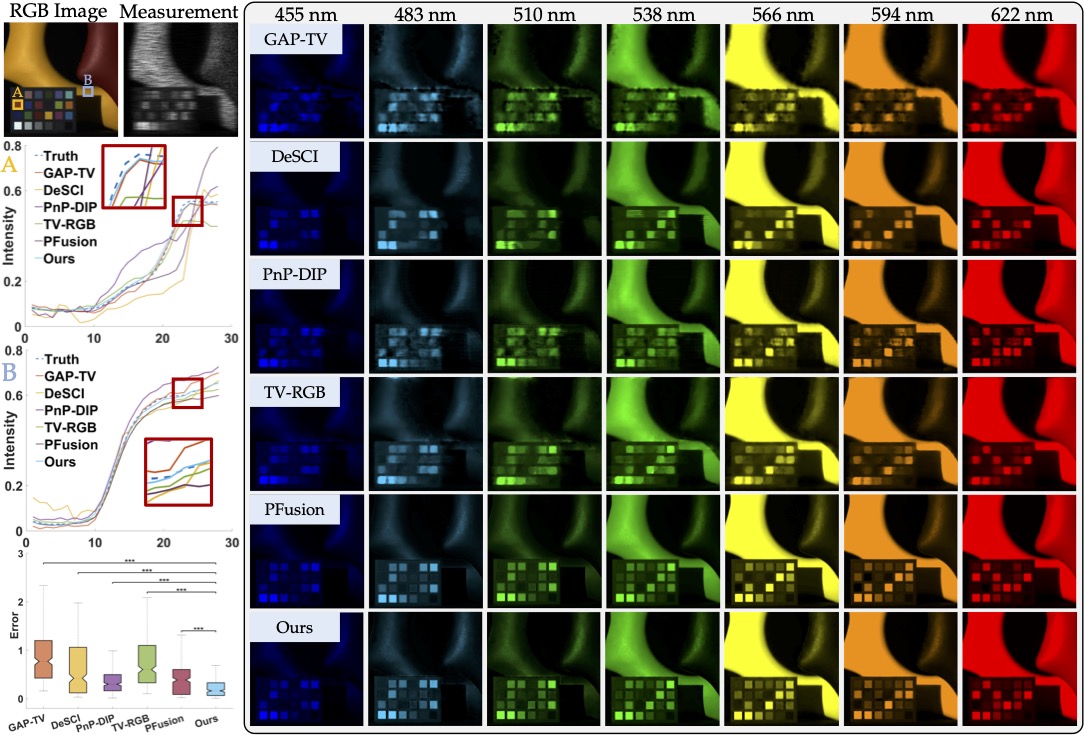 RGB Image Measurement
A
B
A
0.8
0.6
0.2
0
Intensity
Truth
GAP-TV
DeSCI
PnP-DIP
TV-RGB
PFusion
Ours
0 10 20 30
B
0.8
0.6
0.2
0
Intensity
Truth
GAP-TV
DeSCI
PnP-DIP
TV-RGB
PFusion
Ours
0 10 20 30
3
2
1
0
Error
***
***
***
***
***
GAP-TV DeSCI PnP-DIP TV-RGB PFusion Ours
455 nm 483 nm 510 nm 538 nm 566 nm 594 nm 622 nm
GAP-TV
DeSCI
PnP-DIP
TV-RGB
PFusion
Ours